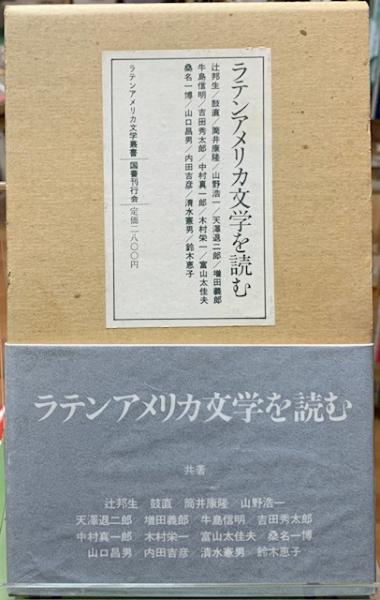 ラテンアメリカ文学を読む
辻邦生/鼓直/筒井康隆/山野浩一/天澤退二郎/増田義郎
牛島信明/吉田秀太郎/中村真一郎/木村栄一/富山太佳夫
桑名一博/山口昌男/内田吉彦/清水憲男/鈴木恵子
ラテンアメリカ文学叢書 国書刊行会 定価二八〇〇円
ラテンアメリカ文学を読む
共著
辻邦生 鼓直 筒井康隆 山野浩一
天澤退二郎 増田義郎 牛島信明 吉田秀太郎
中村真一郎 木村栄一 富山太佳夫 桑名一博
山口昌男 内田吉彦 清水憲男 鈴木恵子